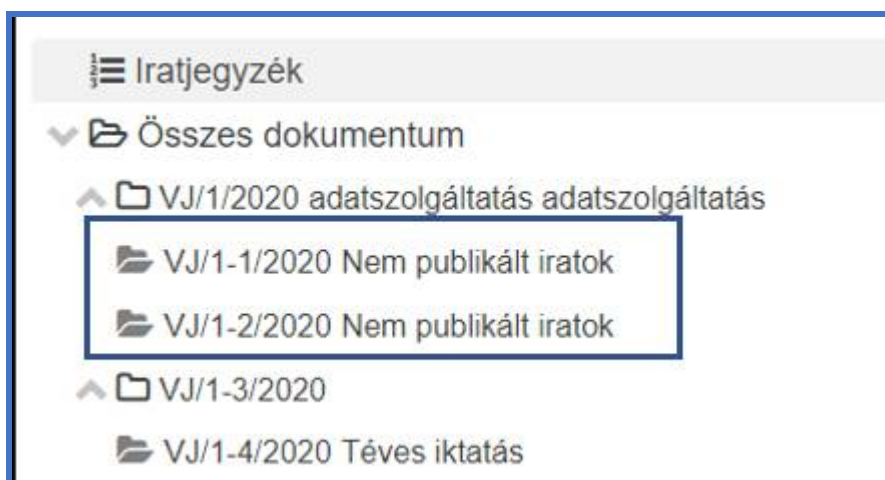 Iratjegyzék
Összes dokumentum
VJ/1/2020 adatszolgáltatás adatszolgáltatás
VJ/1-1/2020 Nem publikált iratok
VJ/1-2/2020 Nem publikált iratok
VJ/1-3/2020
VJ/1-4/2020 Téves iktatás